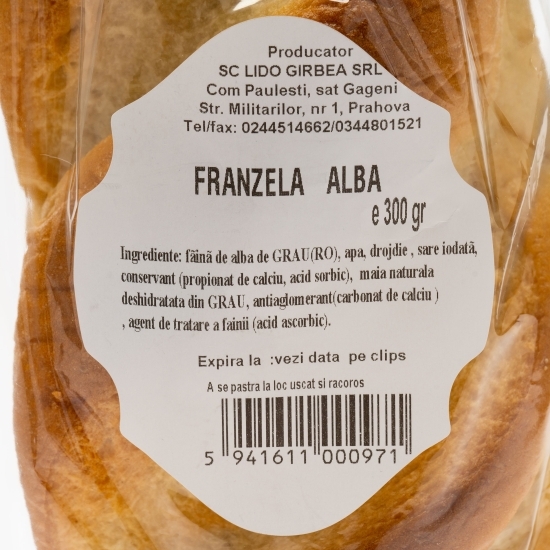 Producator
SC LIDO GIRBEA SRL
Com Paulesti, sat Gageni
Str. Militarilor, nr 1, Prahova
Tel/fax: 0244514662/0344801521
FRANZELA ALBA
e 300 gr
Ingrediente: făină de alba de GRAU(RO), apa, drojdie , sare iodată,
conservant (propionat de calciu, acid sorbic), maia naturala
deshidratata din GRAU, antiaglomerant(carbonat de calciu )
, agent de tratare a fainii (acid ascorbic).
Expira la :vezi data pe clips
A se pastra la loc uscat si racoros
5 941611 000971